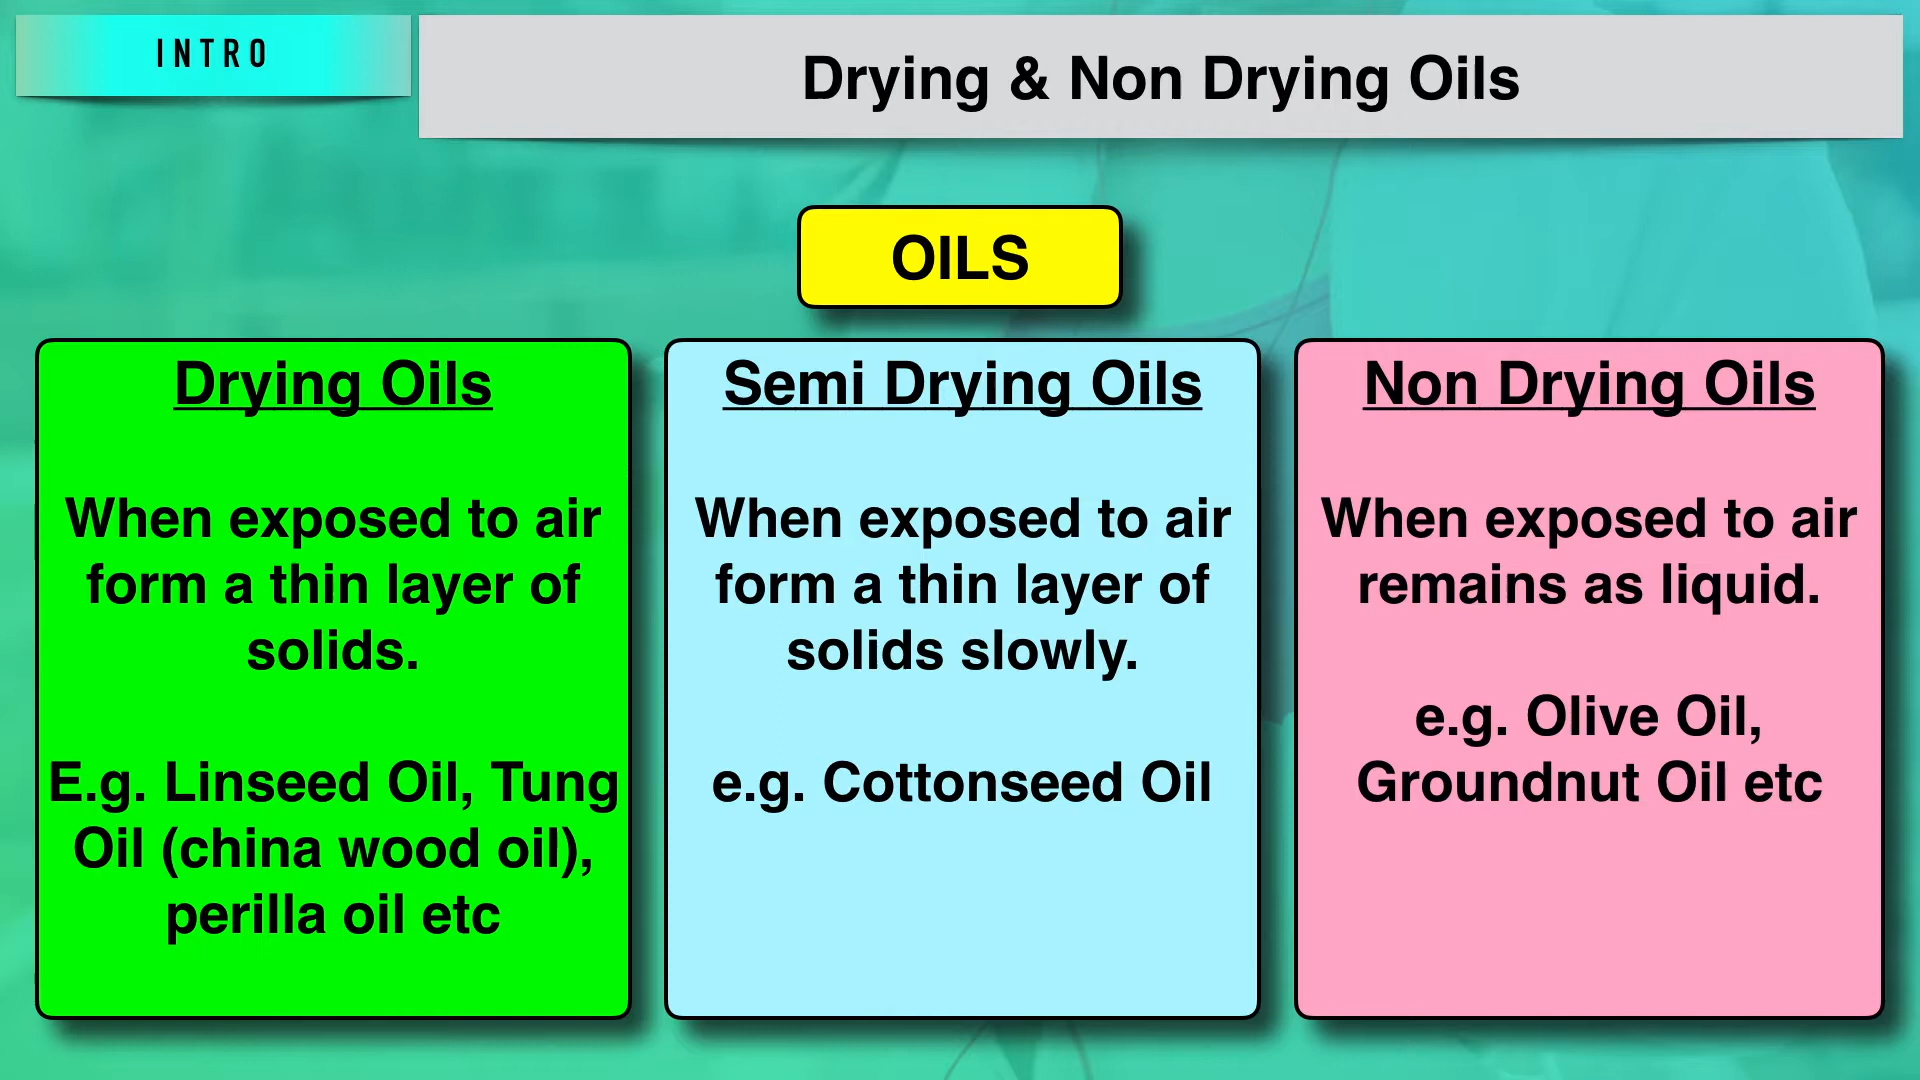 INTRO
Drying & Non Drying Oils
OILS
Drying Oils
When exposed to air
form a thin layer of
solids.
E.g. Linseed Oil, Tung
Oil (china wood oil),
perilla oil etc
Semi Drying Oils
When exposed to air
form a thin layer of
solids slowly.
e.g. Cottonseed Oil
Non Drying Oils
When exposed to air
remains as liquid.
e.g. Olive Oil,
Groundnut Oil etc